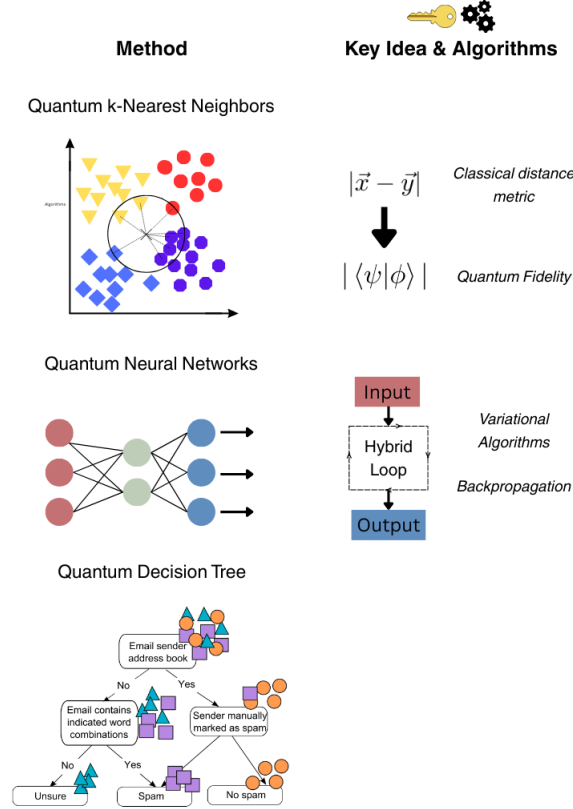 Method
Key Idea & Algorithms
Quantum k-Nearest Neighbors
Algorithms
|x⃗ − y⃗|
Classical distance
metric
| ⟨ψ|ϕ⟩ |
Quantum Fidelity
Quantum Neural Networks
Input
Hybrid
Loop
Output
Variational
Algorithms
Backpropagation
Quantum Decision Tree
Email sender
address book
No
Yes
Email contains
indicated word
combinations
Sender manually
marked as spam
No
Yes
Unsure
Spam
No spam